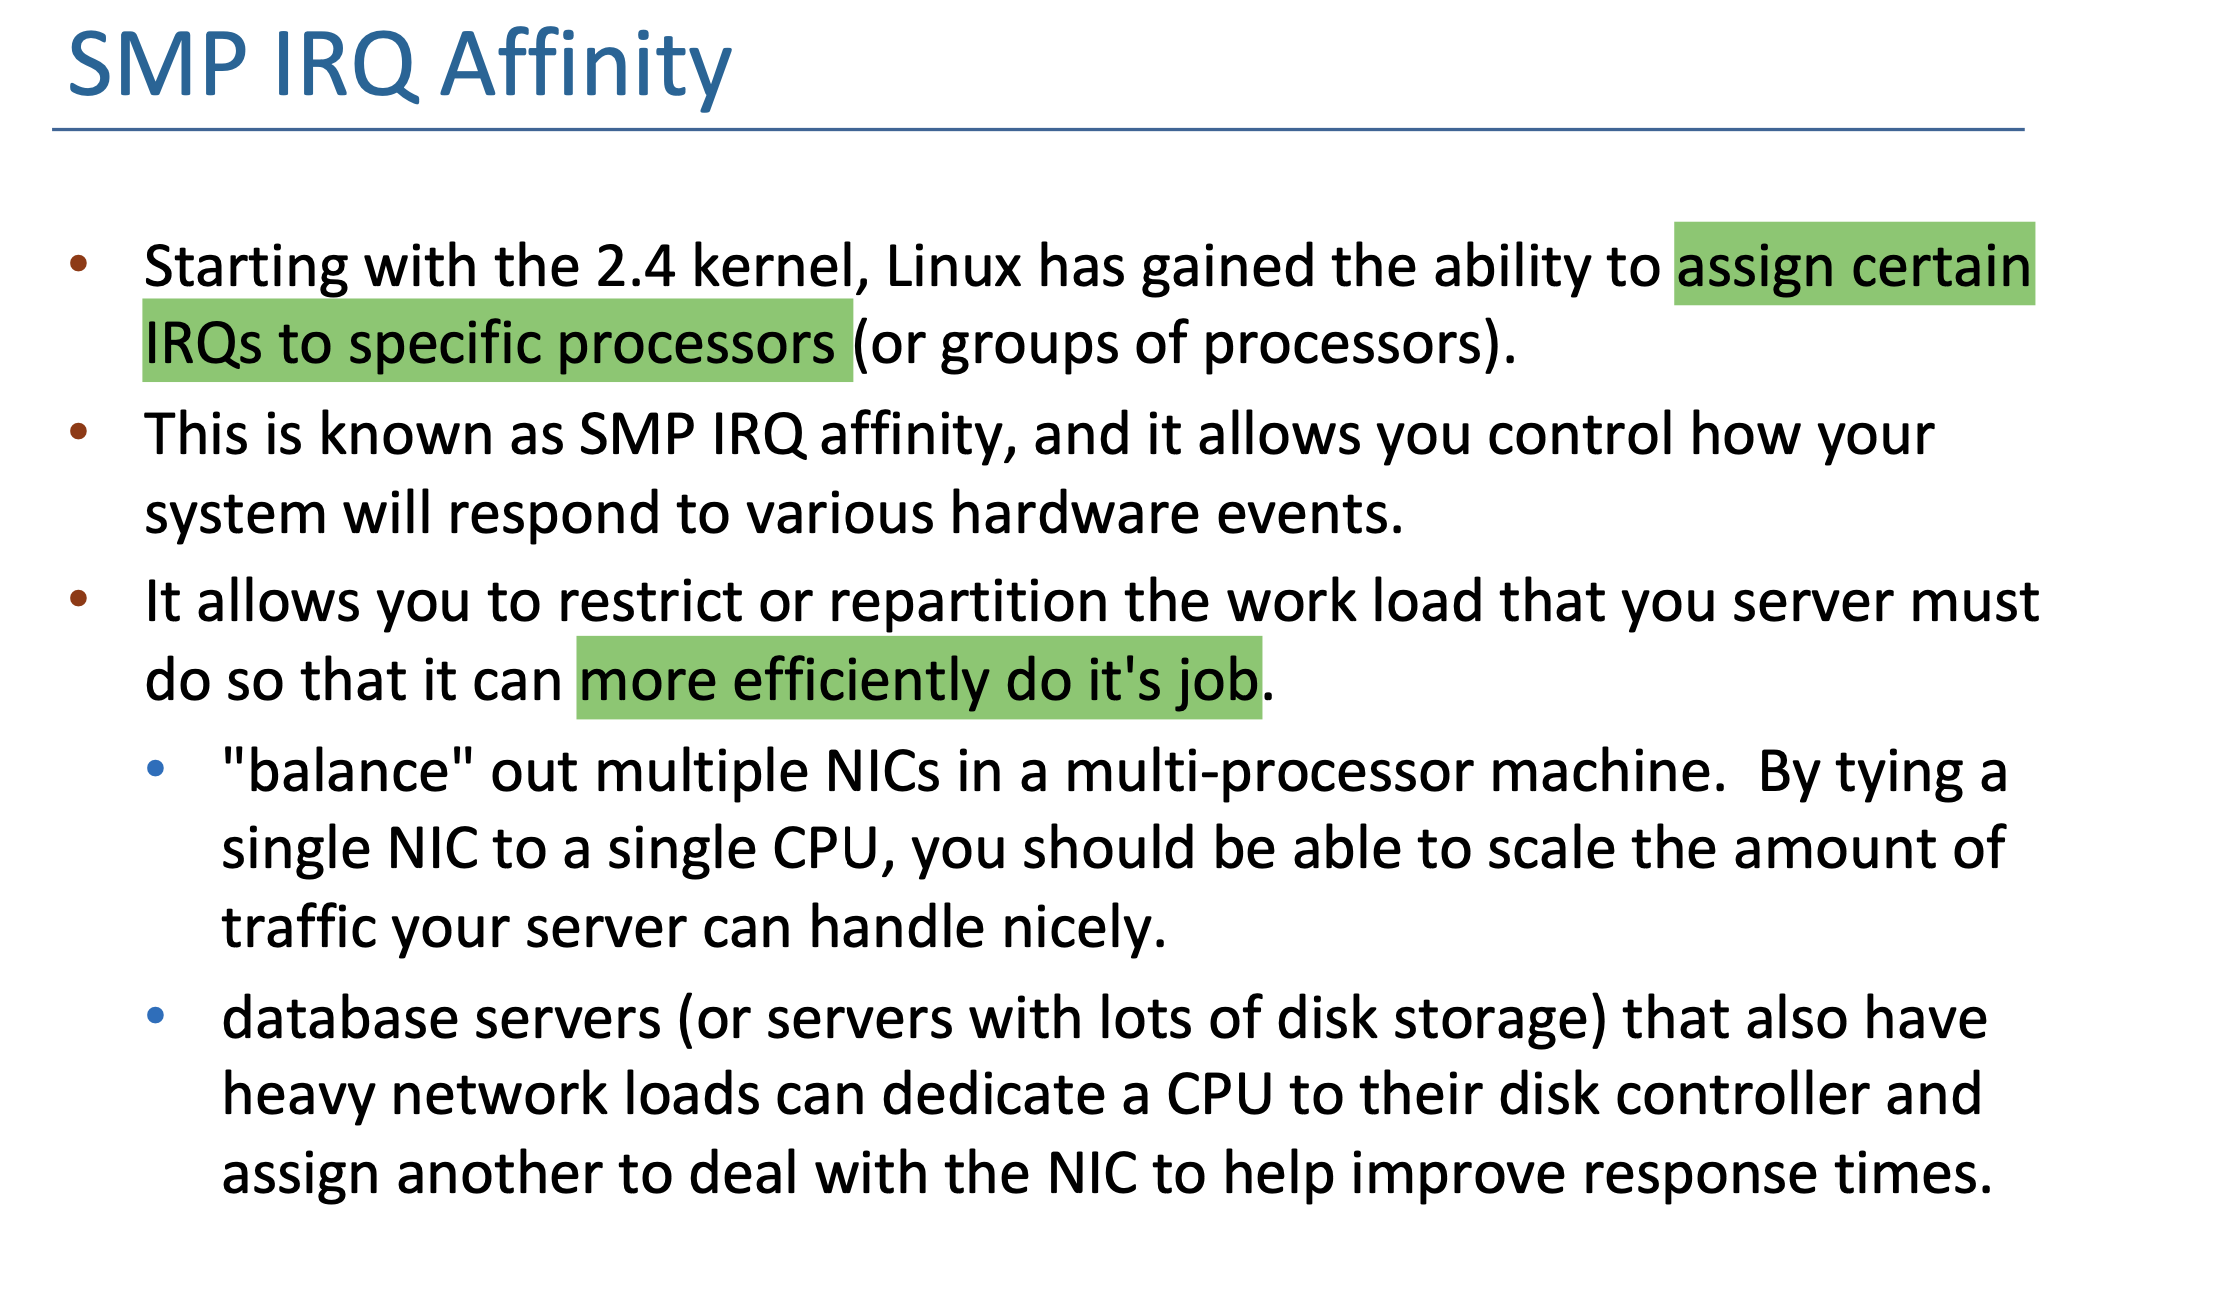 SMP IRQ Affinity
• Starting with the 2.4 kernel, Linux has gained the ability to assign certain
IRQs to specific processors (or groups of processors).
• This is known as SMP IRQ affinity, and it allows you control how your
system will respond to various hardware events.
• It allows you to restrict or repartition the work load that you server must
do so that it can more efficiently do it's job.
• "balance" out multiple NICs in a multi-processor machine.  By tying a
single NIC to a single CPU, you should be able to scale the amount of
traffic your server can handle nicely.
• database servers (or servers with lots of disk storage) that also have
heavy network loads can dedicate a CPU to their disk controller and
assign another to deal with the NIC to help improve response times.